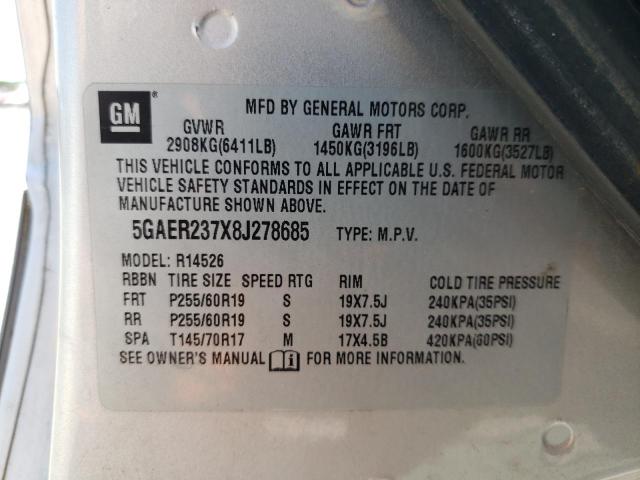 GM ® MFD BY GENERAL MOTORS CORP.
GVWR GAWR FRT GAWR RR
2908KG(6411LB) 1450KG(3196LB) 1600KG(3527LB)
THIS VEHICLE CONFORMS TO ALL APPLICABLE U.S. FEDERAL MOTOR
VEHICLE SAFETY STANDARDS IN EFFECT ON THE DATE OF
MANUFACTURE SHOWN ABOVE.
5GAER237X8J278685 TYPE: M.P.V.
MODEL: R14526
RBBN TIRE SIZE SPEED RTG RIM COLD TIRE PRESSURE
FRT P255/60R19 S 19X7.5J 240KPA(35PSI)
RR P255/60R19 S 19X7.5J 240KPA(35PSI)
SPA T145/70R17 M 17X4.5B 420KPA(60PSI)
SEE OWNER'S MANUAL FOR MORE INFORMATION.